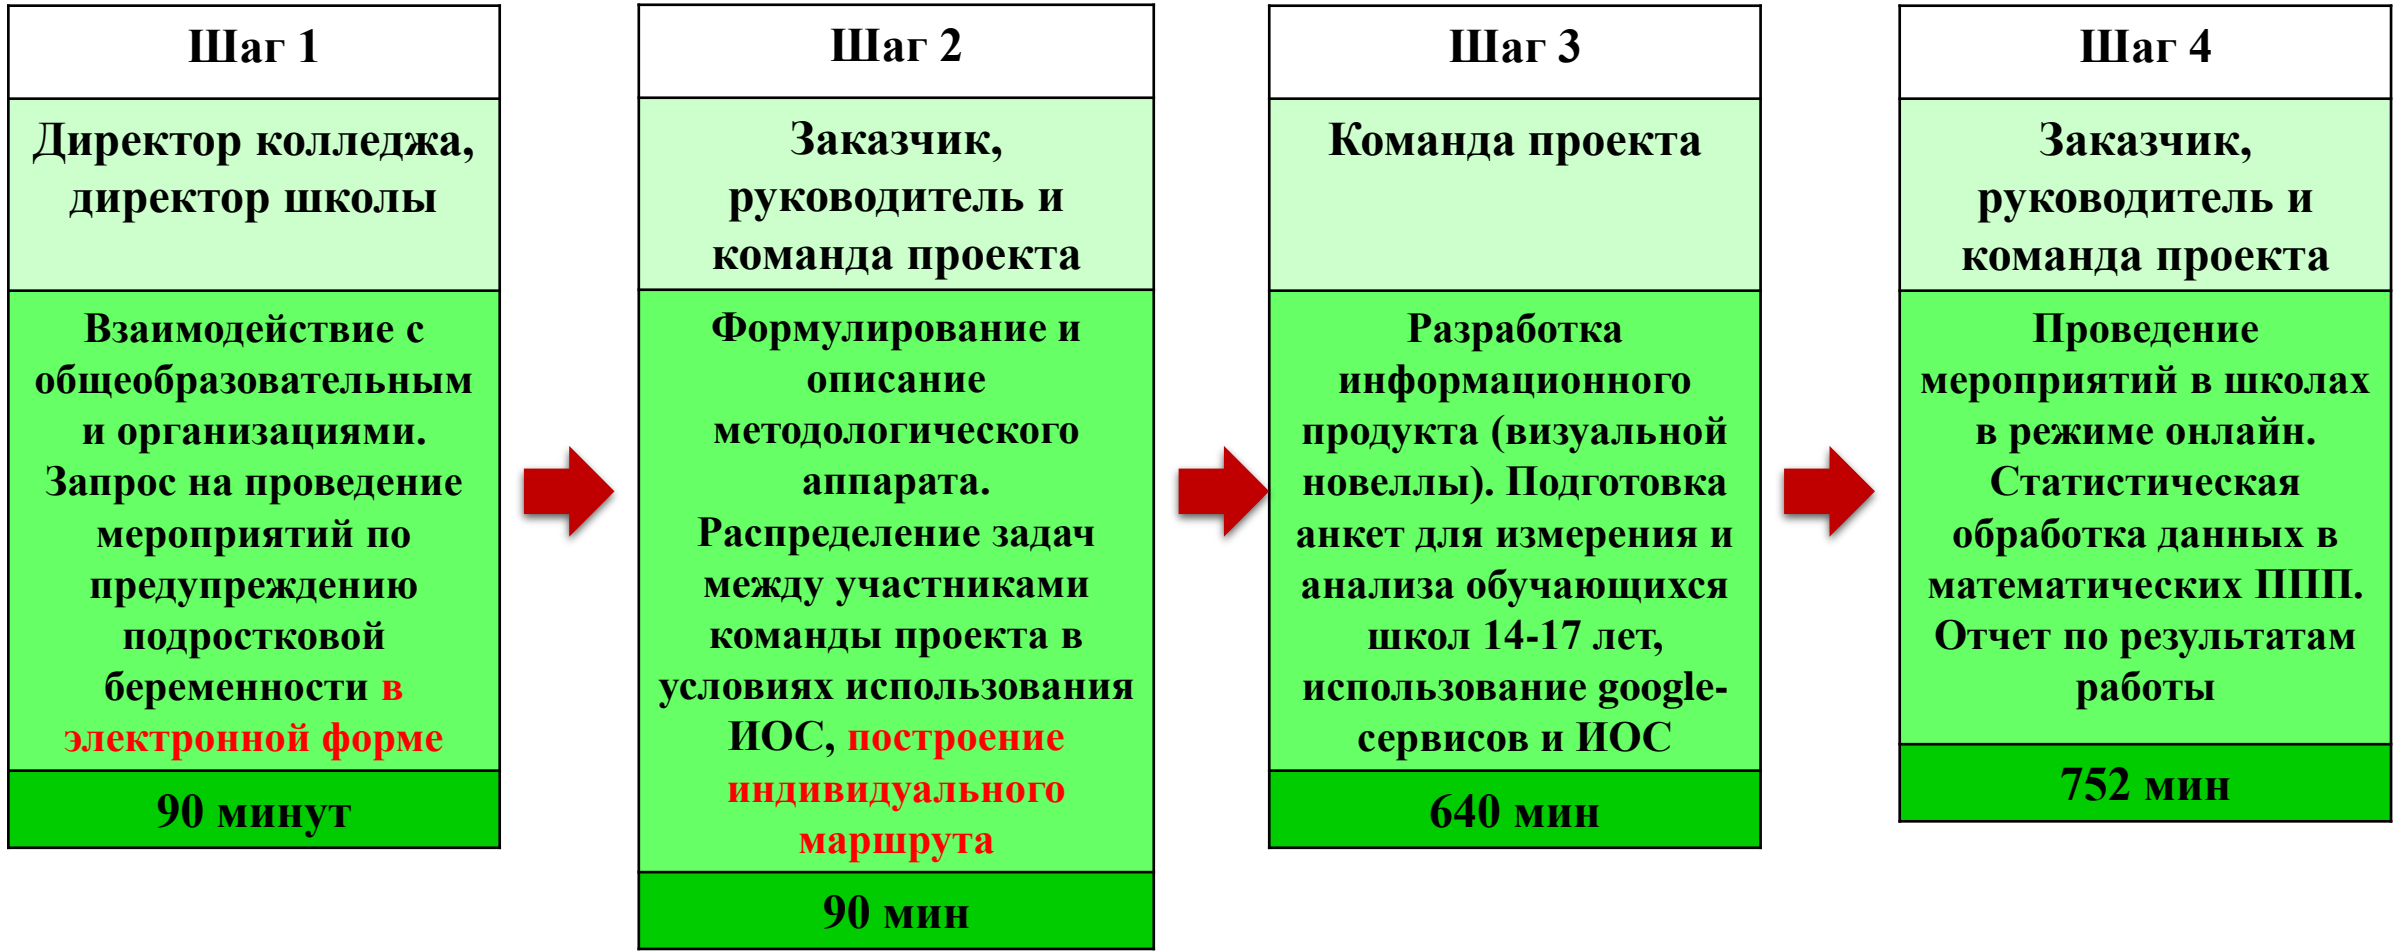 Шаг 1
Директор колледжа,
директор школы
Взаимодействие с
общеобразовательным
и организациями.
Запрос на проведение
мероприятий по
предупреждению
подростковой
беременности в
электронной форме
90 минут
Шаг 2
Заказчик,
руководитель и
команда проекта
Формулирование и
описание
методологического
аппарата.
Распределение задач
между участниками
команды проекта в
условиях использования
ИОС, построение
индивидуального
маршрута
90 мин
Шаг 3
Команда проекта
Разработка
информационного
продукта (визуальной
новеллы). Подготовка
анкет для измерения и
анализа обучающихся
школ 14-17 лет,
использование google-
сервисов и ИОС
640 мин
Шаг 4
Заказчик,
руководитель и
команда проекта
Проведение
мероприятий в школах
в режиме онлайн.
Статистическая
обработка данных в
математических ППП.
Отчет по результатам
работы
752 мин